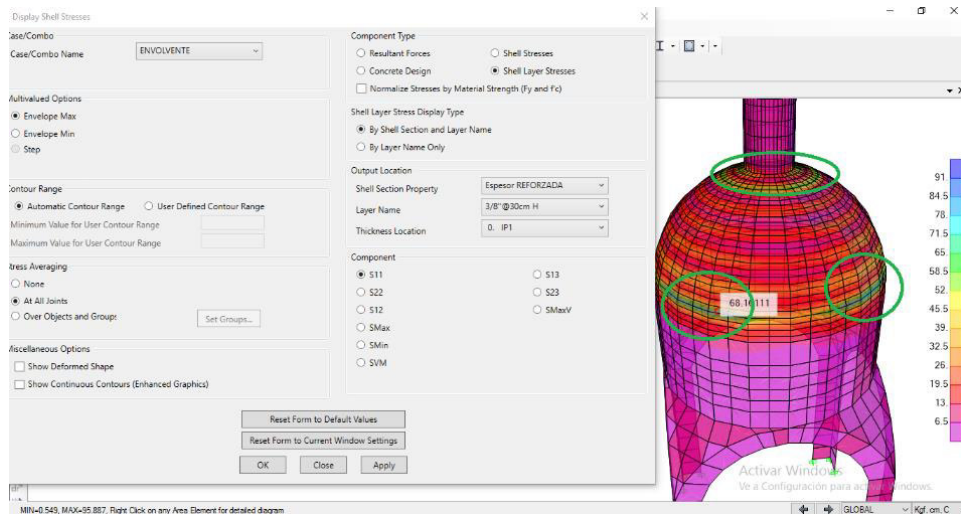 Display Shell Stresses
Case/Combo
Case/Combo Name
ENVOLVENTE
Multivalued Options
Envelope Max
Envelope Min
Step
Contour Range
Automatic Contour Range
User Defined Contour Range
Minimum Value for User Contour Range
Maximum Value for User Contour Range
Stress Averaging
None
At All Joints
Over Objects and Groups
Set Groups...
Miscellaneous Options
Show Deformed Shape
Show Continuous Contours (Enhanced Graphics)
Component Type
Resultant Forces
Shell Stresses
Concrete Design
Shell Layer Stresses
Normalize Stresses by Material Strength (Fy and f'c)
Shell Layer Stress Display Type
By Shell Section and Layer Name
By Layer Name Only
Output Location
Shell Section Property
Espesor REFORZADA
Layer Name
3/8"@30cm H
Thickness Location
0. IP1
Component
S11
S13
S22
S23
S12
SMaxV
SMax
SMin
SVM
Reset Form to Default Values
Reset Form to Current Window Settings
OK
Close
Apply
68.16111
91.
84.5
78.
71.5
65.
58.5
52.
45.5
39.
32.5
26.
19.5
13.
6.5
Activar Windows
Ve a Configuración para activar Windows.
MIN=0.549, MAX=95.887, Right Click on any Area Element for detailed diagram
GLOBAL
Kgf, cm, C